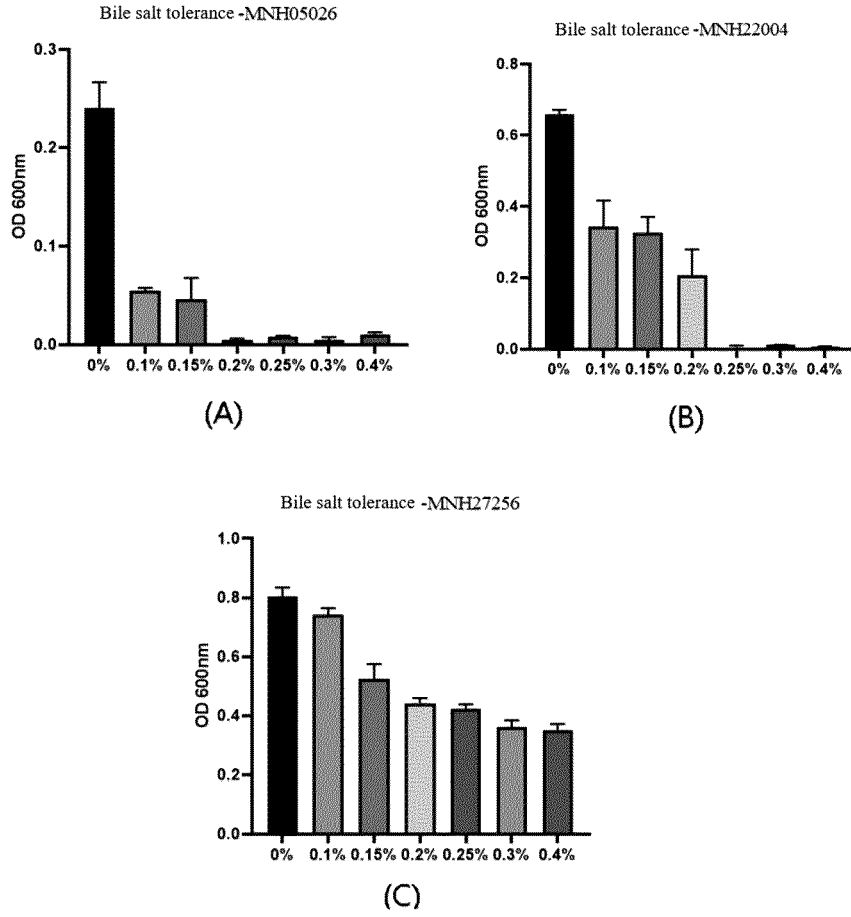 Bile salt tolerance -MNH05026
OD 600nm
0.3
0.2
0.1
0.0
0% 0.1% 0.15% 0.2% 0.25% 0.3% 0.4%
(A)
Bile salt tolerance -MNH22004
OD 600nm
0.8
0.6
0.4
0.2
0.0
0% 0.1% 0.15% 0.2% 0.25% 0.3% 0.4%
(B)
Bile salt tolerance -MNH27256
OD 600nm
1.0
0.8
0.6
0.4
0.2
0.0
0% 0.1% 0.15% 0.2% 0.25% 0.3% 0.4%
(C)